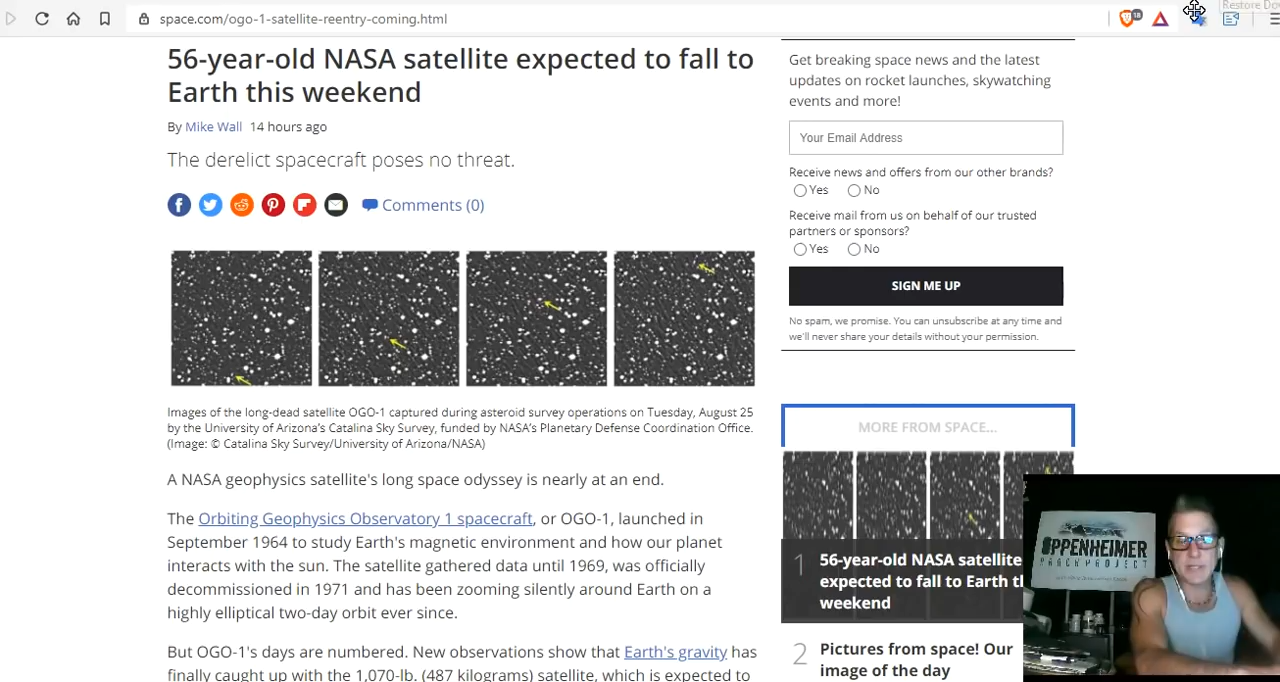 space.com/ogo-1-satellite-reentry-coming.html
18
56-year-old NASA satellite expected to fall to
Earth this weekend
By Mike Wall 14 hours ago
The derelict spacecraft poses no threat.
Comments (0)
Images of the long-dead satellite OGO-1 captured during asteroid survey operations on Tuesday, August 25
by the University of Arizona's Catalina Sky Survey, funded by NASA's Planetary Defense Coordination Office.
(Image: © Catalina Sky Survey/University of Arizona/NASA)
A NASA geophysics satellite's long space odyssey is nearly at an end.
The Orbiting Geophysics Observatory 1 spacecraft, or OGO-1, launched in
September 1964 to study Earth's magnetic environment and how our planet
interacts with the sun. The satellite gathered data until 1969, was officially
decommissioned in 1971 and has been zooming silently around Earth on a
highly elliptical two-day orbit ever since.
But OGO-1's days are numbered. New observations show that Earth's gravity has
finally caught up with the 1,070-lb. (487 kilograms) satellite, which is expected to
Restore Do
Get breaking space news and the latest
updates on rocket launches, skywatching
events and more!
Your Email Address
Receive news and offers from our other brands?
Yes No
Receive mail from us on behalf of our trusted
partners or sponsors?
Yes No
SIGN ME UP
No spam, we promise. You can unsubscribe at any time and
we'll never share your details without your permission.
MORE FROM SPACE...
1 56-year-old NASA satellite
expected to fall to Earth th
weekend
2 Pictures from space! Our
image of the day
OPPENHEIMER
RANCH PROJECT